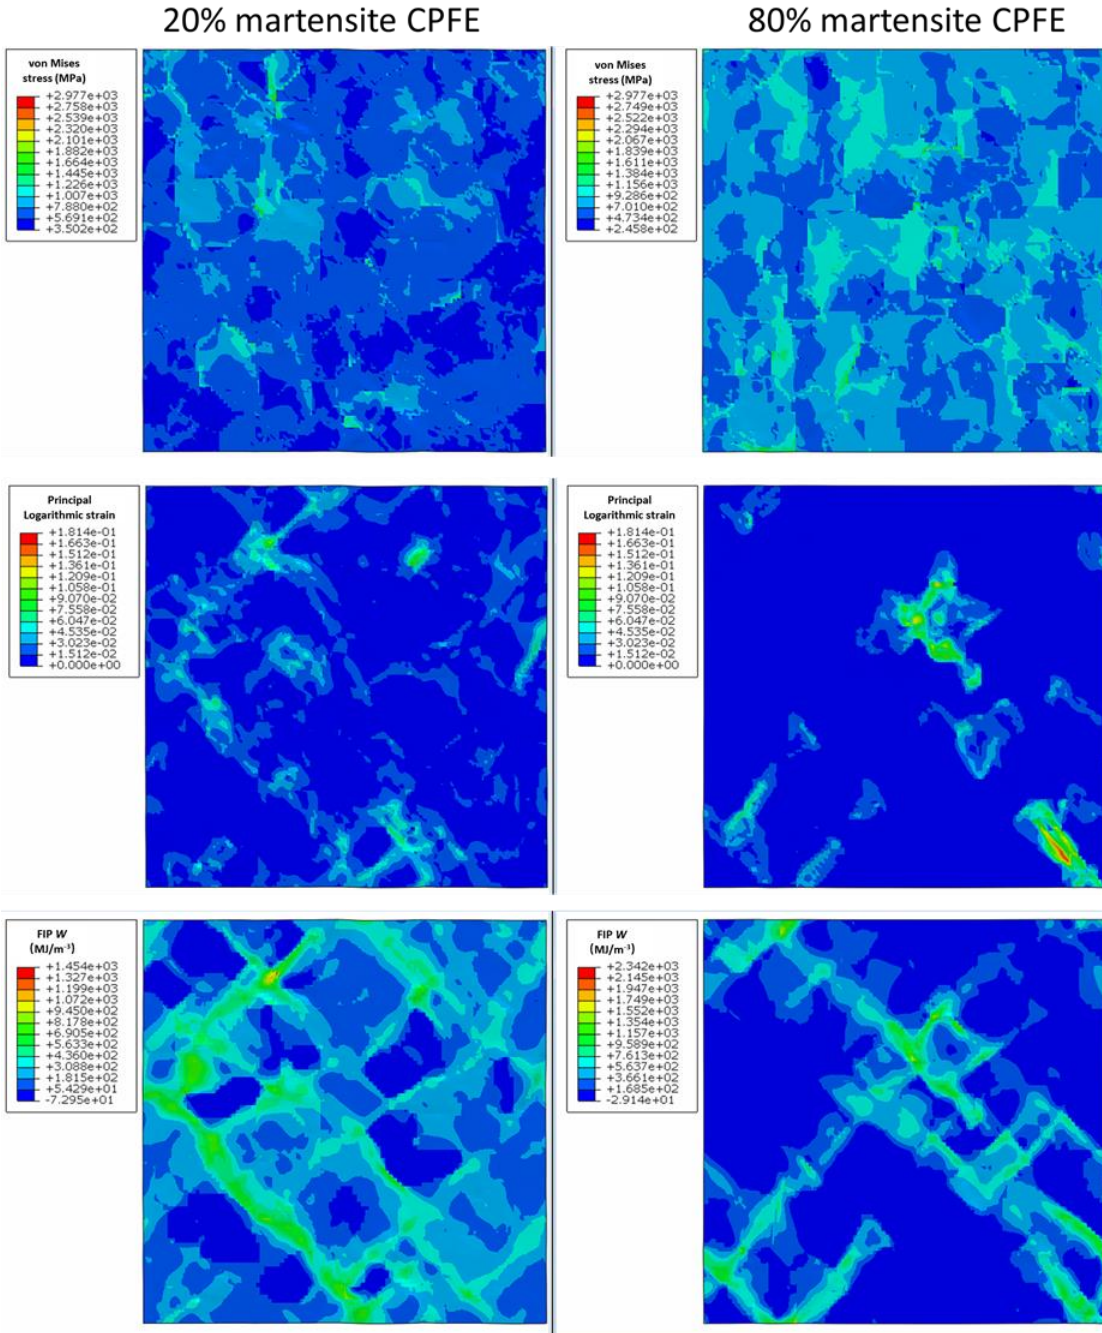 20% martensite CPFE
80% martensite CPFE
von Mises
stress (MPa)
+2.977e+03
+2.758e+03
+2.539e+03
+2.320e+03
+2.101e+03
+1.882e+03
+1.664e+03
+1.445e+03
+1.226e+03
+1.007e+03
+7.880e+02
+5.691e+02
+3.502e+02
von Mises
stress (MPa)
+2.977e+03
+2.749e+03
+2.522e+03
+2.294e+03
+2.067e+03
+1.839e+03
+1.611e+03
+1.384e+03
+1.156e+03
+9.286e+02
+7.010e+02
+4.734e+02
+2.458e+02
Principal
Logarithmic strain
+1.814e-01
+1.663e-01
+1.512e-01
+1.361e-01
+1.209e-01
+1.058e-01
+9.070e-02
+7.558e-02
+6.047e-02
+4.535e-02
+3.023e-02
+1.512e-02
+0.000e+00
Principal
Logarithmic strain
+1.814e-01
+1.663e-01
+1.512e-01
+1.361e-01
+1.209e-01
+1.058e-01
+9.070e-02
+7.558e-02
+6.047e-02
+4.535e-02
+3.023e-02
+1.512e-02
+0.000e+00
FIP W
(MJ/m⁻³)
+1.454e+03
+1.327e+03
+1.199e+03
+1.072e+03
+9.450e+02
+8.178e+02
+6.905e+02
+5.633e+02
+4.360e+02
+3.088e+02
+1.815e+02
+5.429e+01
-7.295e+01
FIP W
(MJ/m⁻³)
+2.342e+03
+2.145e+03
+1.947e+03
+1.749e+03
+1.552e+03
+1.354e+03
+1.157e+03
+9.589e+02
+7.613e+02
+5.637e+02
+3.661e+02
+1.685e+02
-2.914e+01